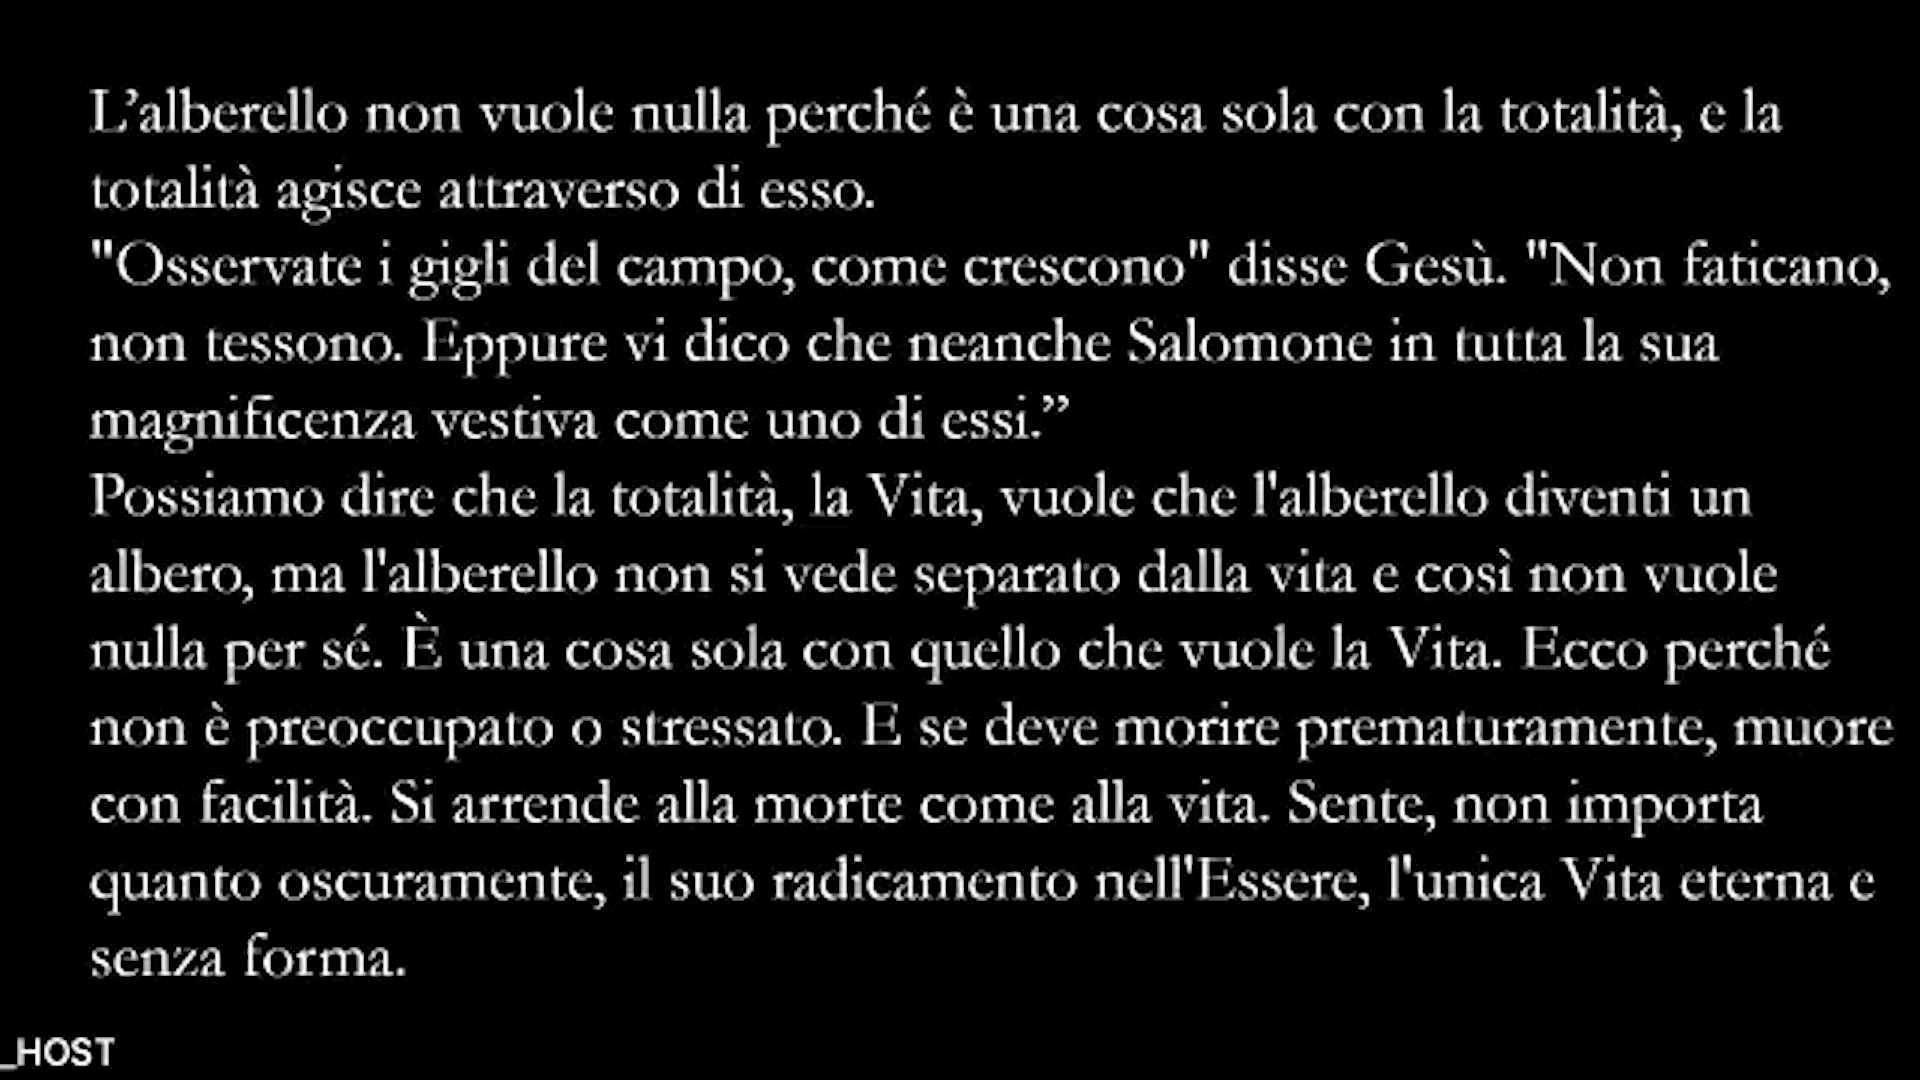 L’alberello non vuole nulla perché è una cosa sola con la totalità, e la
totalità agisce attraverso di esso.
"Osservate i gigli del campo, come crescono" disse Gesù. "Non faticano,
non tessono. Eppure vi dico che neanche Salomone in tutta la sua
magnificenza vestiva come uno di essi.”
Possiamo dire che la totalità, la Vita, vuole che l'alberello diventi un
albero, ma l'alberello non si vede separato dalla vita e così non vuole
nulla per sé. È una cosa sola con quello che vuole la Vita. Ecco perché
non è preoccupato o stressato. E se deve morire prematuramente, muore
con facilità. Si arrende alla morte come alla vita. Sente, non importa
quanto oscuramente, il suo radicamento nell'Essere, l'unica Vita eterna e
senza forma.
_HOST